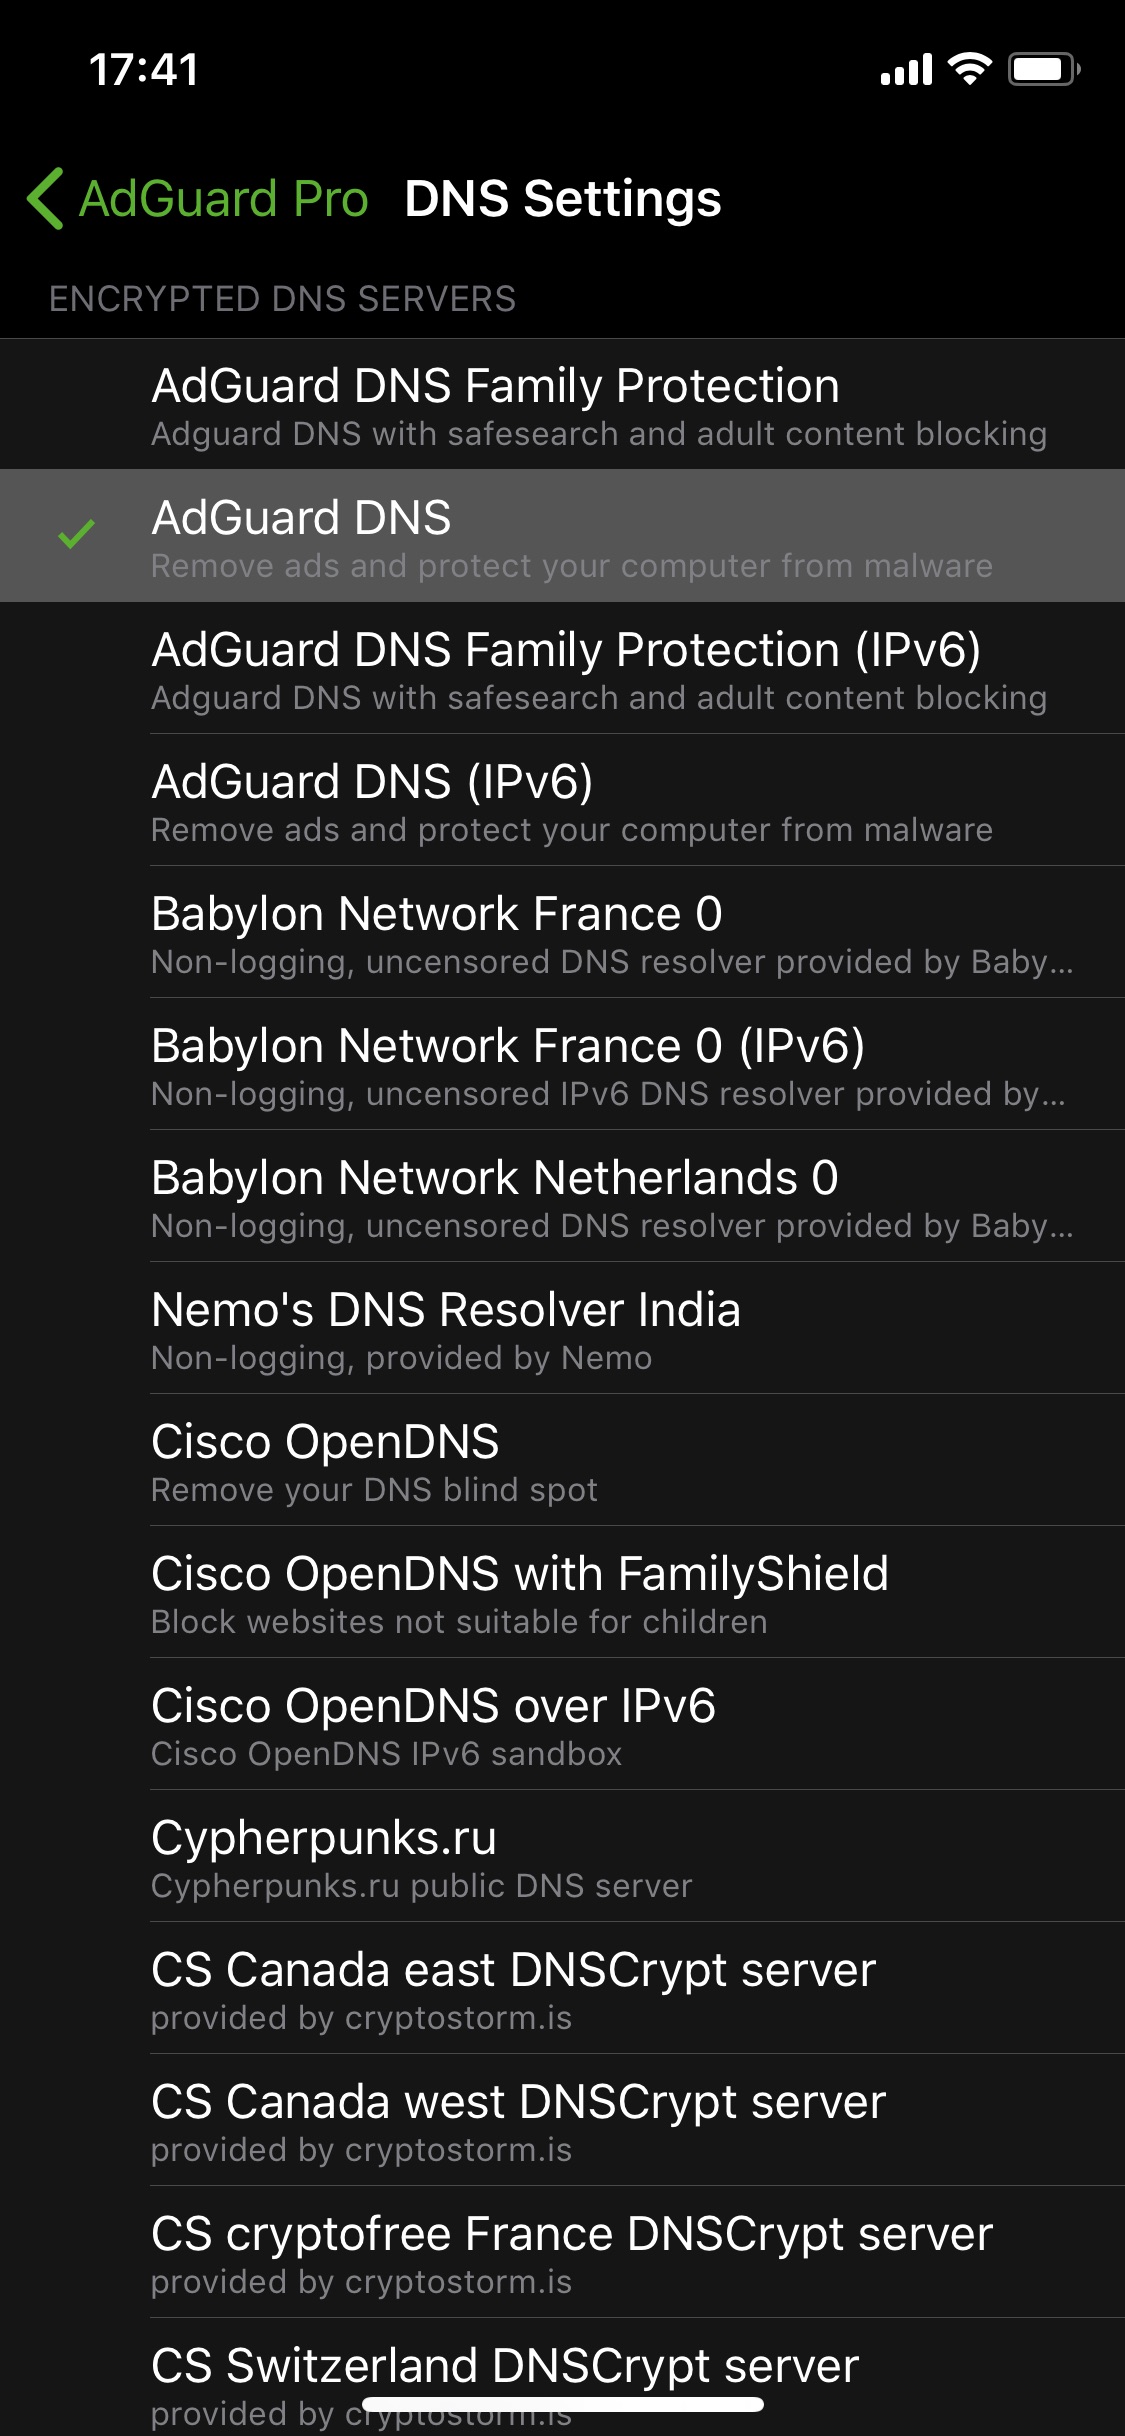 17:41
AdGuard Pro DNS Settings
ENCRYPTED DNS SERVERS
AdGuard DNS Family Protection
Adguard DNS with safesearch and adult content blocking
AdGuard DNS
Remove ads and protect your computer from malware
AdGuard DNS Family Protection (IPv6)
Adguard DNS with safesearch and adult content blocking
AdGuard DNS (IPv6)
Remove ads and protect your computer from malware
Babylon Network France 0
Non-logging, uncensored DNS resolver provided by Baby...
Babylon Network France 0 (IPv6)
Non-logging, uncensored IPv6 DNS resolver provided by...
Babylon Network Netherlands 0
Non-logging, uncensored DNS resolver provided by Baby...
Nemo's DNS Resolver India
Non-logging, provided by Nemo
Cisco OpenDNS
Remove your DNS blind spot
Cisco OpenDNS with FamilyShield
Block websites not suitable for children
Cisco OpenDNS over IPv6
Cisco OpenDNS IPv6 sandbox
Cypherpunks.ru
Cypherpunks.ru public DNS server
CS Canada east DNSCrypt server
provided by cryptostorm.is
CS Canada west DNSCrypt server
provided by cryptostorm.is
CS cryptofree France DNSCrypt server
provided by cryptostorm.is
CS Switzerland DNSCrypt server
provided by cryptostorm.is